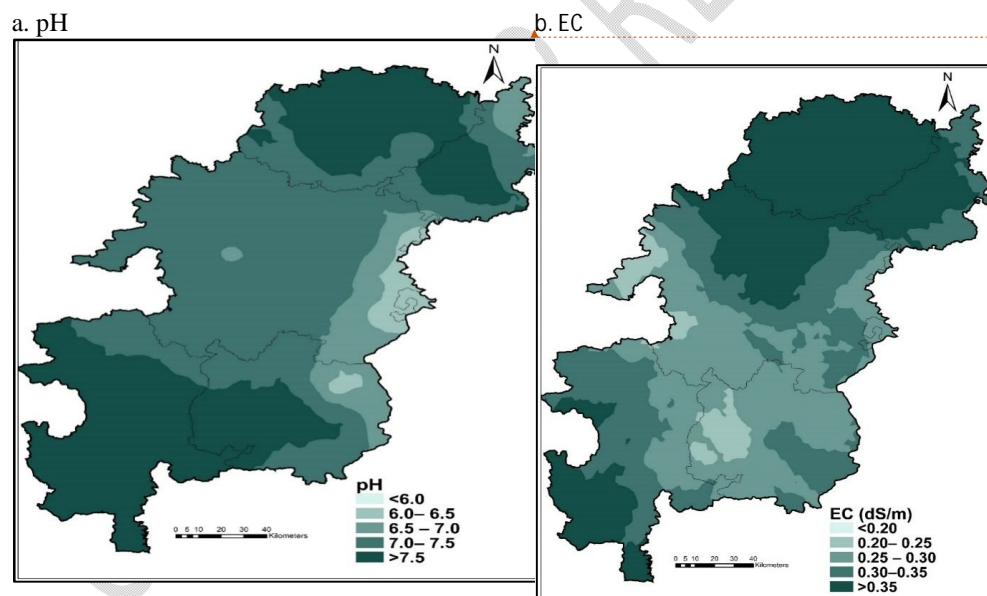 a. pH
b. EC
N
pH
<6.0
6.0– 6.5
6.5 – 7.0
7.0– 7.5
>7.5
0 5 10 20 30 40
Kilometers
N
EC (dS/m)
<0.20
0.20– 0.25
0.25 – 0.30
0.30–0.35
>0.35
0 5 10 20 30 40
Kilometers